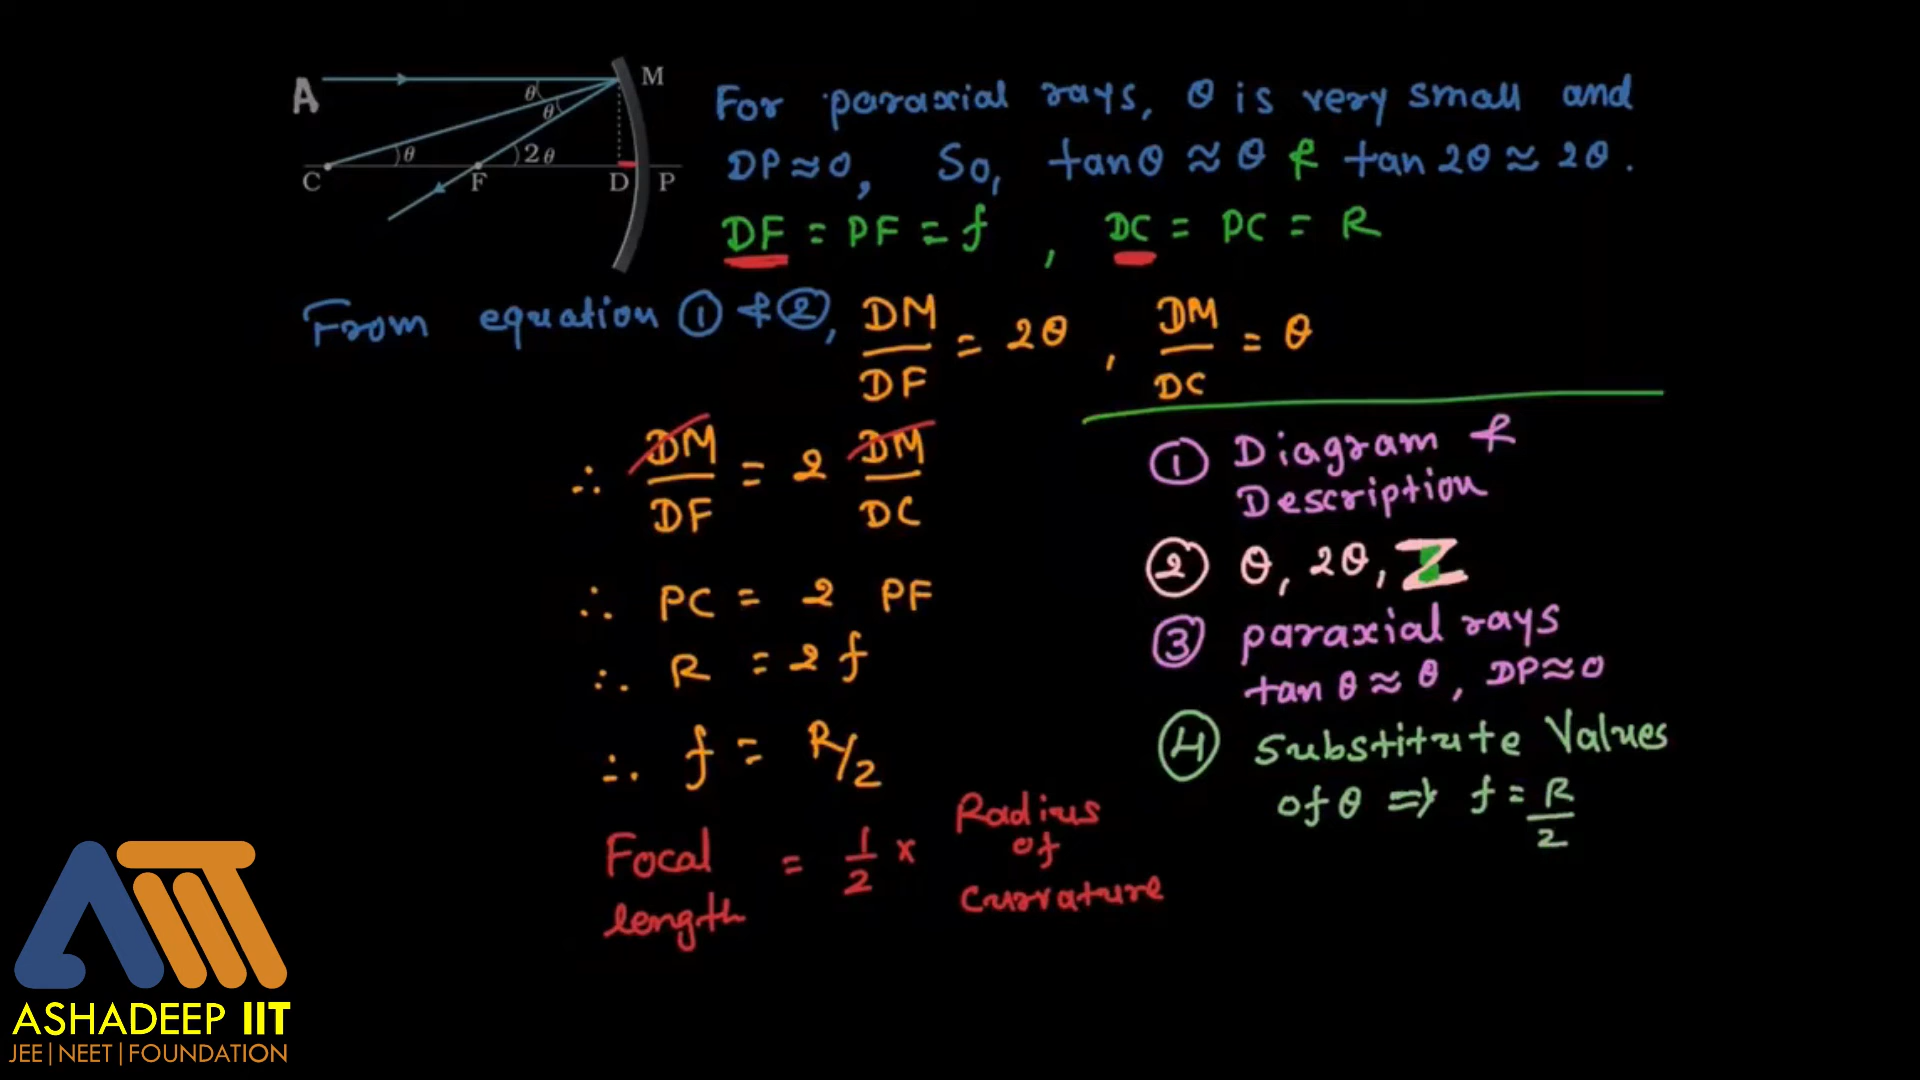 A
M
θ
θ
θ
2θ
C
F
D
P
For paraxial rays, θ is very small and
DP ≈ 0, So, tanθ ≈ θ & tan 2θ ≈ 2θ.
DF = PF = f , DC = PC = R
From equation ① & ②, DM/DF = 2θ , DM/DC = θ
∴ DM/DF = 2 DM/DC
∴ PC = 2 PF
∴ R = 2 f
∴ f = R/2
Focal length = 1/2 × Radius of curvature
① Diagram &
Description
② θ, 2θ, Z
③ paraxial rays
tan θ ≈ θ, DP ≈ 0
④ Substitute Values
of θ ⇒ f = R/2
ASHADEEP IIT
JEE | NEET | FOUNDATION